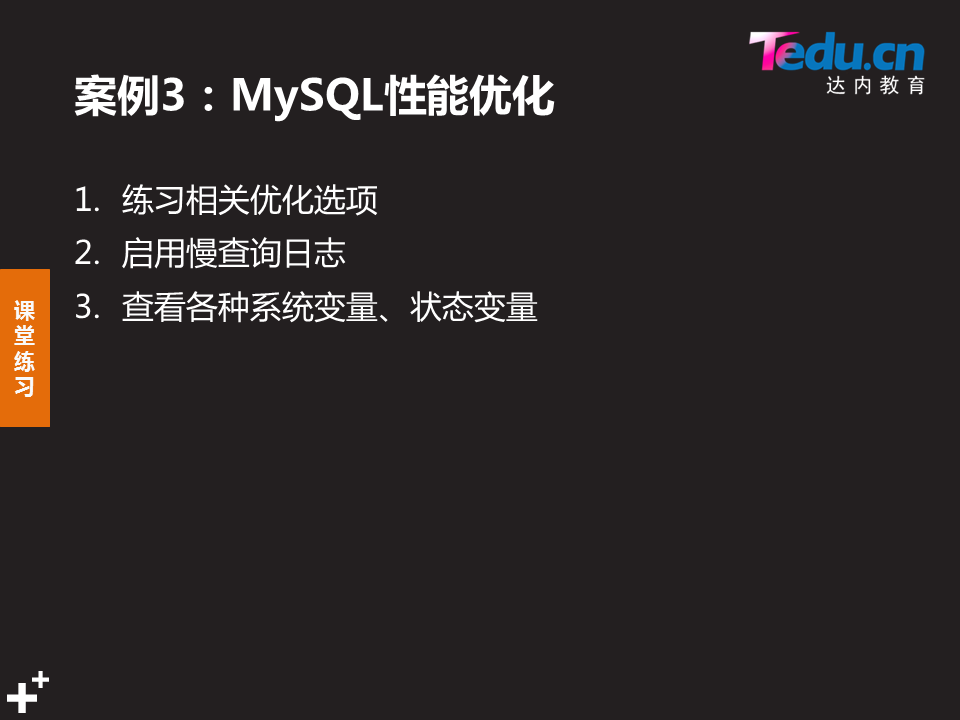 Tedu.cn
达内教育
案例3：MySQL性能优化
1. 练习相关优化选项
2. 启用慢查询日志
3. 查看各种系统变量、状态变量
课
堂
练
习